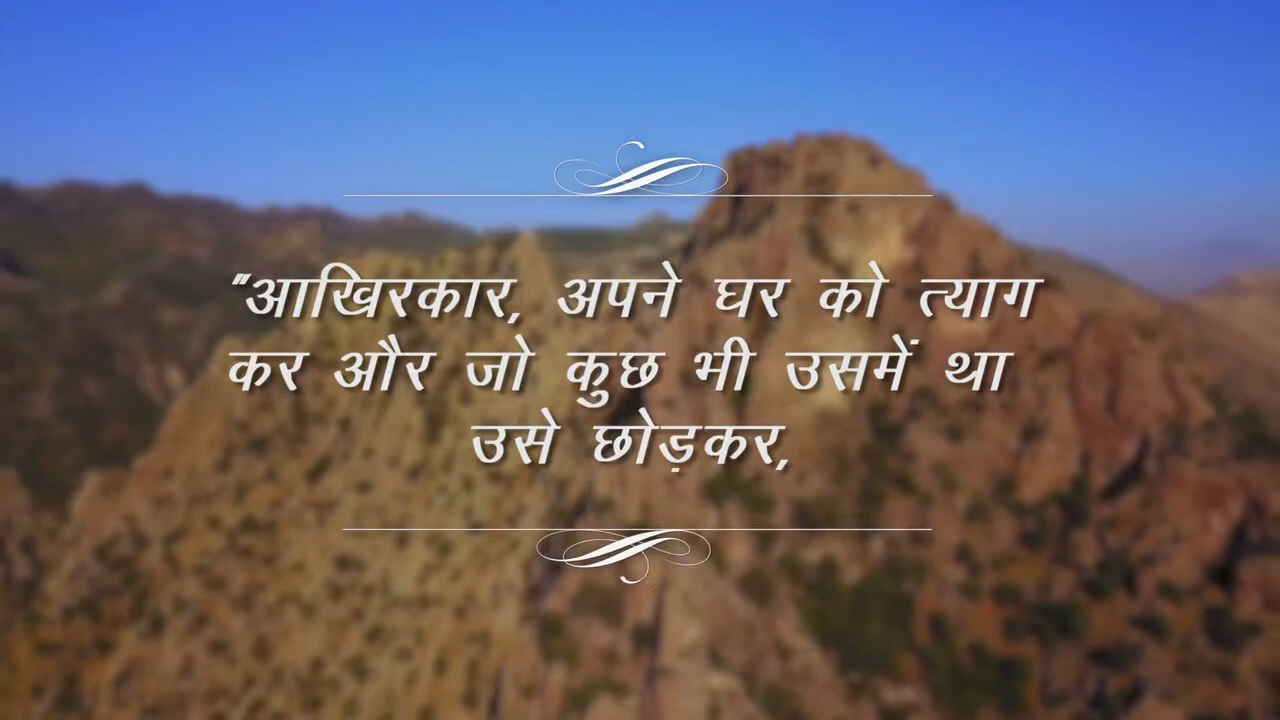 "आखिरकार, अपने घर को त्याग
कर और जो कुछ भी उसमें था
उसे छोड़कर,